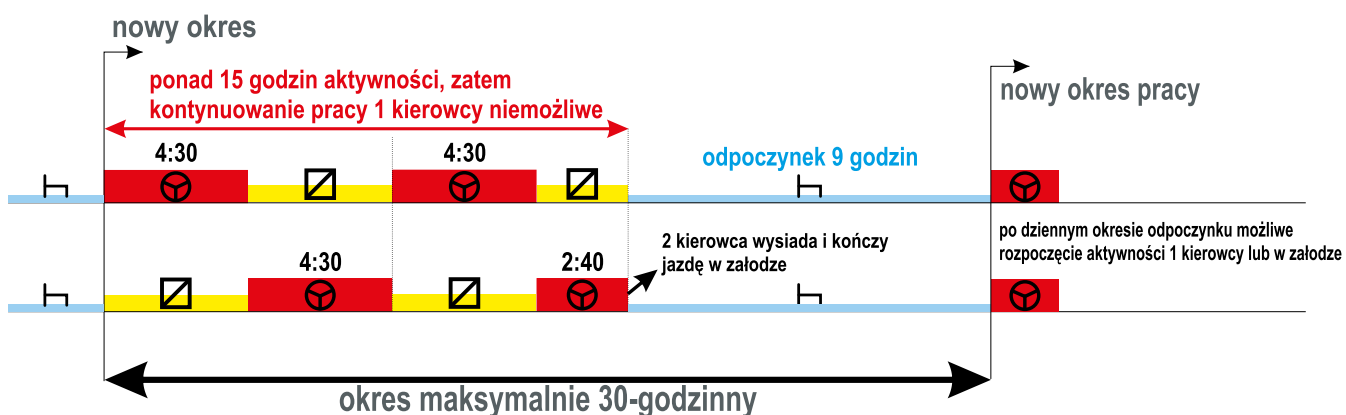 nowy okres
ponad 15 godzin aktywności, zatem
kontynuowanie pracy 1 kierowcy niemożliwe
nowy okres pracy
4:30
4:30
odpoczynek 9 godzin
po dziennym okresie odpoczynku możliwe
rozpoczęcie aktywności 1 kierowcy lub w załodze
2 kierowca wysiada i kończy
jazdę w załodze
4:30
2:40
okres maksymalnie 30-godzinny